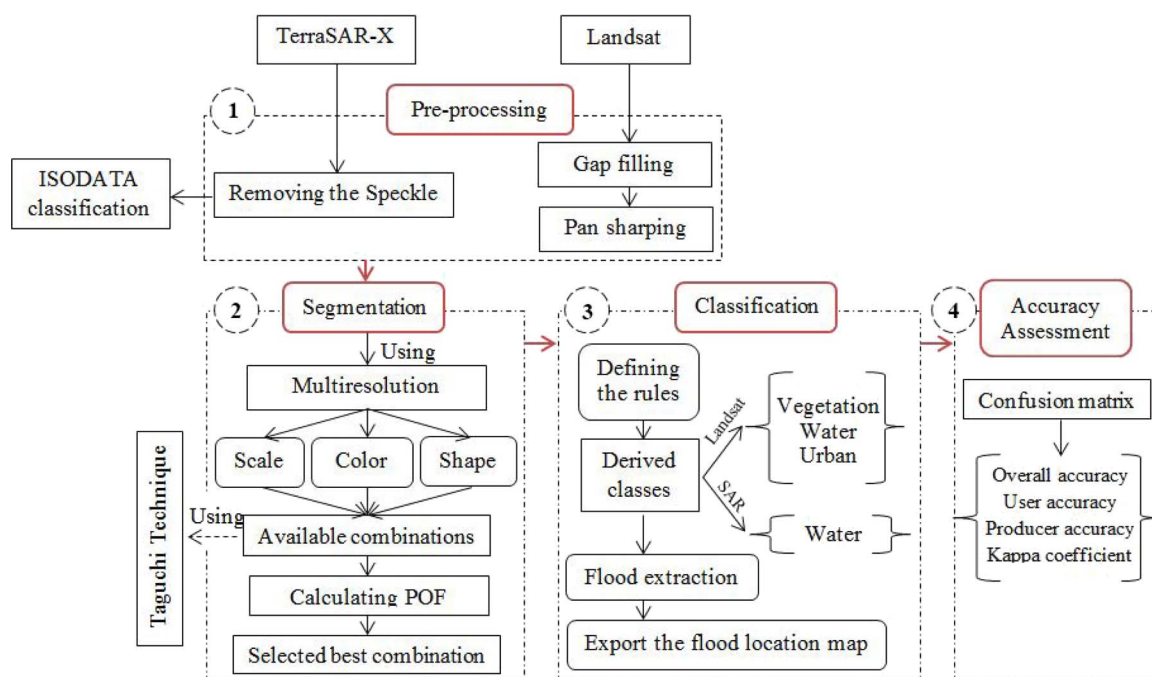 TerraSAR-X
Landsat
1
Pre-processing
ISODATA
classification
Removing the Speckle
Gap filling
Pan sharping
2
Segmentation
Using
Multiresolution
Scale
Color
Shape
Taguchi Technique
Using
Available combinations
Calculating POF
Selected best combination
3
Classification
Defining
the rules
Derived
classes
Landsat
Vegetation
Water
Urban
SAR
Water
Flood extraction
Export the flood location map
4
Accuracy
Assessment
Confusion matrix
Overall accuracy
User accuracy
Producer accuracy
Kappa coefficient